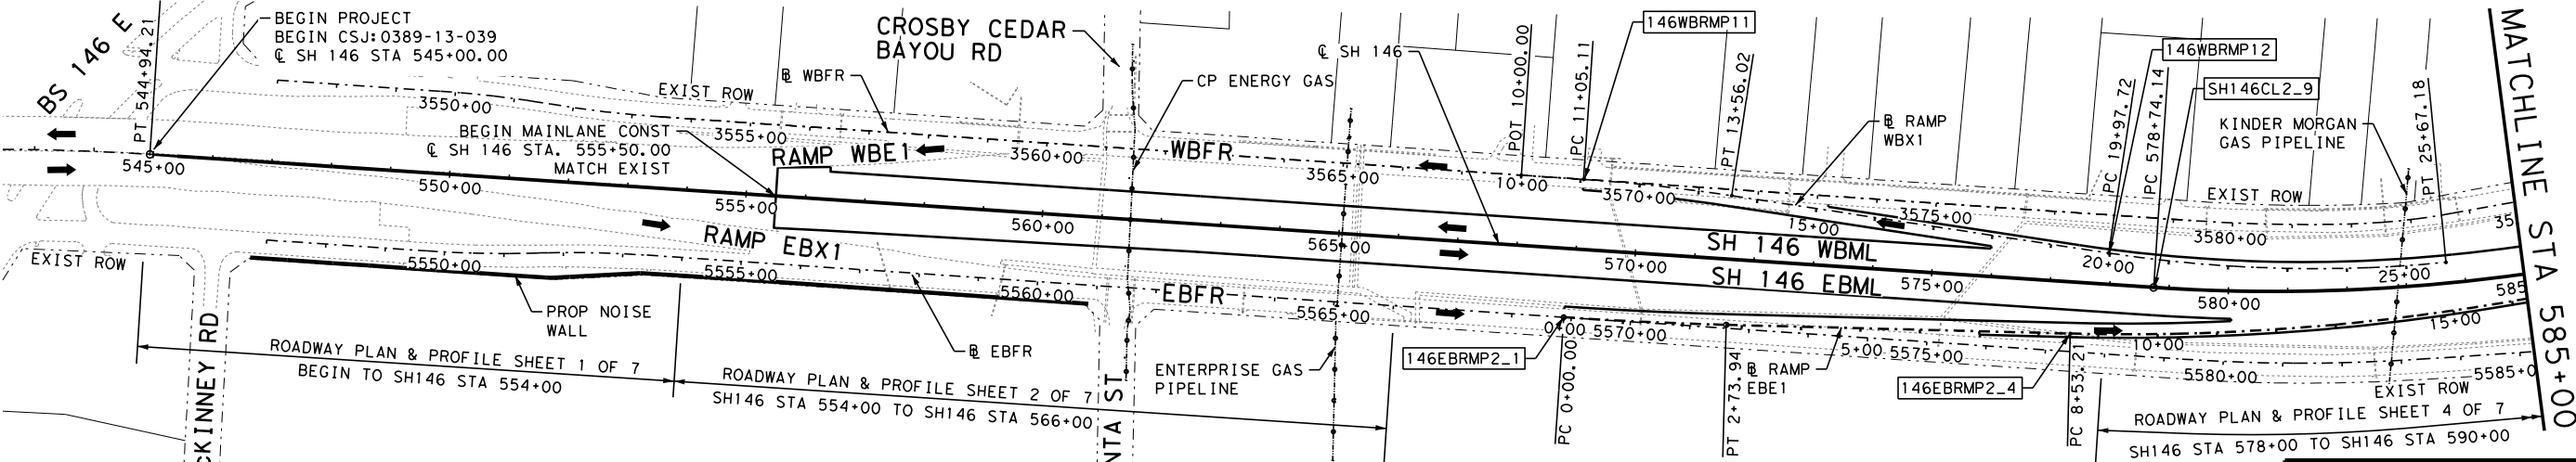 BS 146 E
PT 544+94.21
BEGIN PROJECT
BEGIN CSJ:0389-13-039
℄ SH 146 STA 545+00.00
CROSBY CEDAR
BAYOU RD
℄ SH 146
POT 10+00.00
146WBRMP11
PC 11+05.11
PT 13+56.02
146WBRMP12
PC 19+97.72
PC 578+74.14
SH146CL2_9
PT 25+67.18
KINDER MORGAN
GAS PIPELINE
MATCHLINE STA 585+00
B WBFR
CP ENERGY GAS
B RAMP
WBX1
EXIST ROW
3550+00
BEGIN MAINLANE CONST
℄ SH 146 STA. 555+50.00
MATCH EXIST
3555+00
RAMP WBE1
3560+00
WBFR
3565+00
10+00
3570+00
15+00
3575+00
EXIST ROW
3580+00
35
545+00
550+00
555+00
560+00
565+00
570+00
SH 146 WBML
SH 146 EBML
575+00
20+00
580+00
25+00
585
RAMP EBX1
EXIST ROW
5550+00
5555+00
5560+00
EBFR
5565+00
0+00
5570+00
5+00
5575+00
10+00
5580+00
15+00
5585+0
EXIST ROW
PROP NOISE
WALL
B EBFR
ENTERPRISE GAS
PIPELINE
146EBRMP2_1
PC 0+00.00
PT 2+73.94
B RAMP
EBE1
146EBRMP2_4
PC 8+53.21
CKINNEY RD
NTA ST
ROADWAY PLAN & PROFILE SHEET 1 OF 7
BEGIN TO SH146 STA 554+00
ROADWAY PLAN & PROFILE SHEET 2 OF 7
SH146 STA 554+00 TO SH146 STA 566+00
ROADWAY PLAN & PROFILE SHEET 4 OF 7
SH146 STA 578+00 TO SH146 STA 590+00